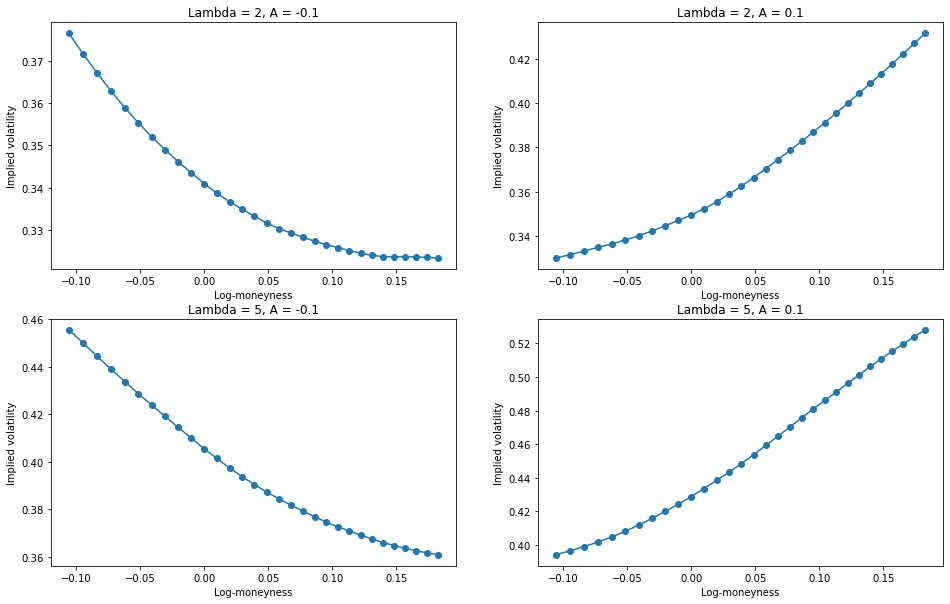 Lambda = 2, A = -0.1
Implied volatility
0.37
0.36
0.35
0.34
0.33
−0.10 −0.05 0.00 0.05 0.10 0.15
Log-moneyness
Lambda = 2, A = 0.1
Implied volatility
0.42
0.40
0.38
0.36
0.34
−0.10 −0.05 0.00 0.05 0.10 0.15
Log-moneyness
Lambda = 5, A = -0.1
Implied volatility
0.46
0.44
0.42
0.40
0.38
0.36
−0.10 −0.05 0.00 0.05 0.10 0.15
Log-moneyness
Lambda = 5, A = 0.1
Implied volatility
0.52
0.50
0.48
0.46
0.44
0.42
0.40
−0.10 −0.05 0.00 0.05 0.10 0.15
Log-moneyness